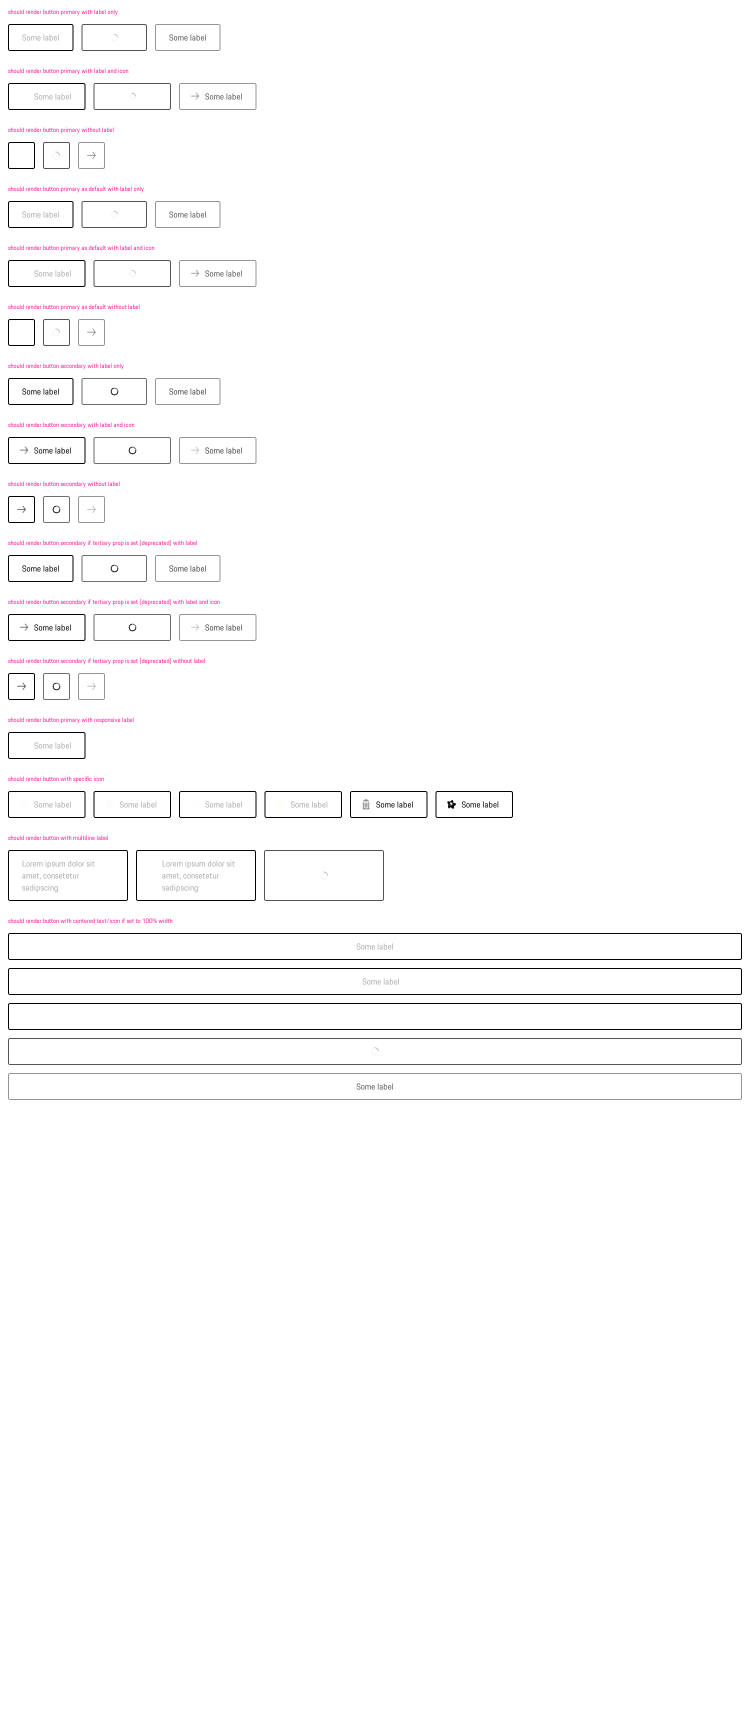 should render button primary with label only
Some label Some label
should render button primary with label and icon
Some label Some label
should render button primary without label
should render button primary as default with label only
Some label Some label
should render button primary as default with label and icon
Some label Some label
should render button primary as default without label
should render button secondary with label only
Some label Some label
should render button secondary with label and icon
Some label Some label
should render button secondary without label
should render button secondary if tertiary prop is set (deprecated) with label
Some label Some label
should render button secondary if tertiary prop is set (deprecated) with label and icon
Some label Some label
should render button secondary if tertiary prop is set (deprecated) without label
should render button primary with responsive label
Some label
should render button with specific icon
Some label Some label Some label Some label Some label Some label
should render button with multiline label
Lorem ipsum dolor sit
amet, consetetur
sadipscing
Lorem ipsum dolor sit
amet, consetetur
sadipscing
should render button with centered text/icon if set to 100% width
Some label
Some label
Some label